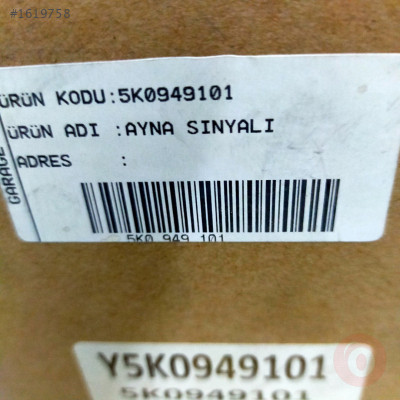 #1619758
ÜRÜN KODU:5K0949101
ÜRÜN ADI :AYNA SINYALI
ADRES :
GARAGE
5K0 949 101
Y5K0949101
5K0949101